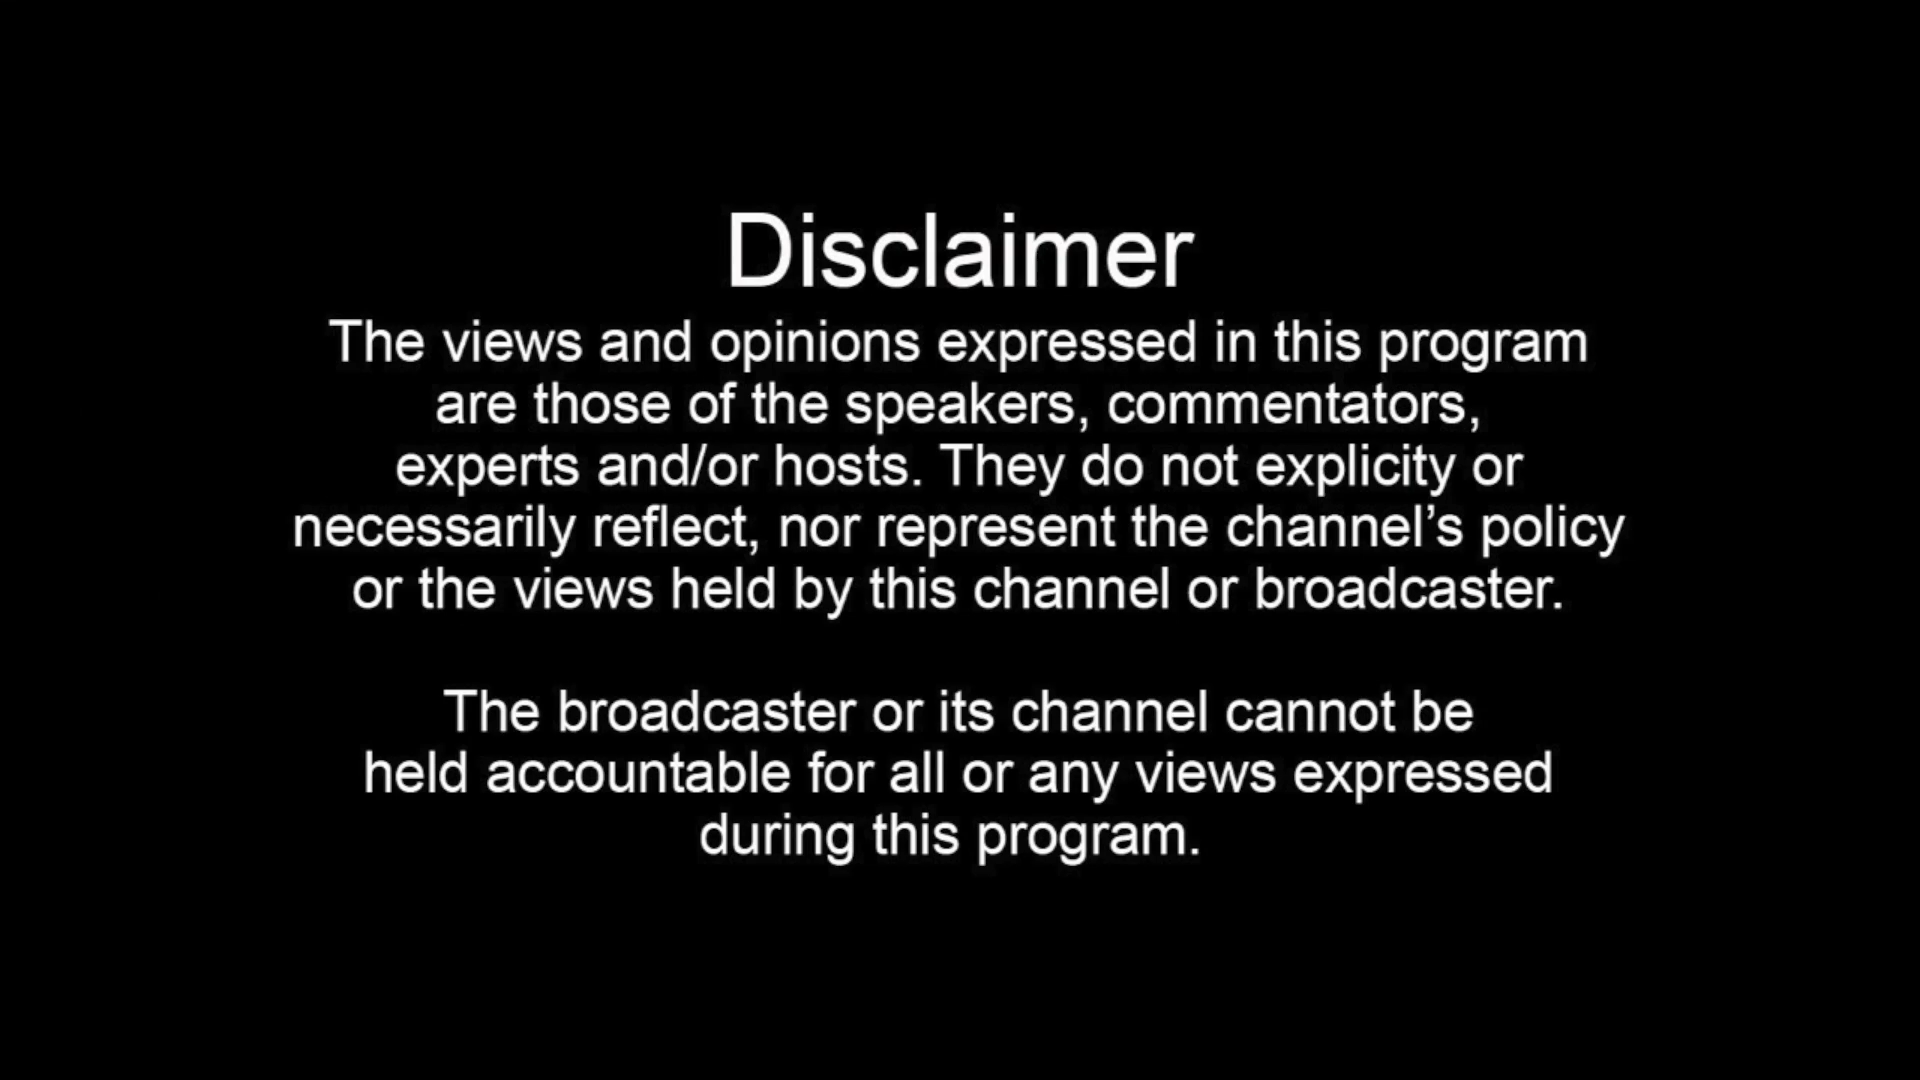 Disclaimer
The views and opinions expressed in this program
are those of the speakers, commentators,
experts and/or hosts. They do not explicity or
necessarily reflect, nor represent the channel’s policy
or the views held by this channel or broadcaster.
The broadcaster or its channel cannot be
held accountable for all or any views expressed
during this program.